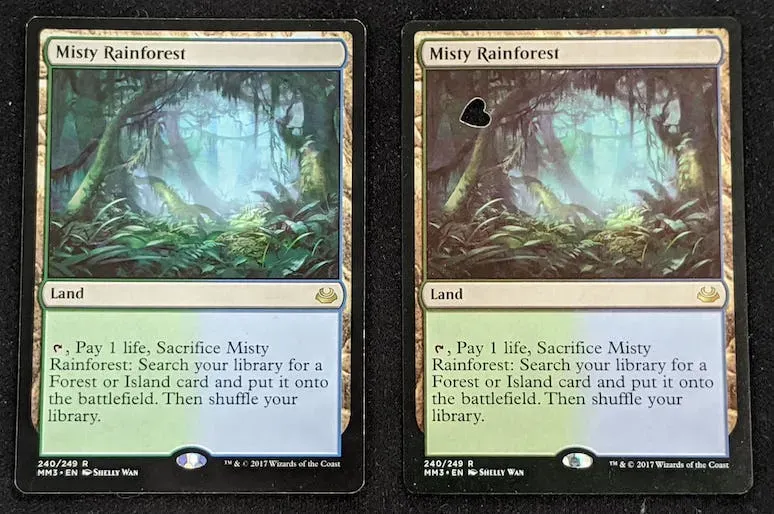 Misty Rainforest
Land
, Pay 1 life, Sacrifice Misty
Rainforest: Search your library for a
Forest or Island card and put it onto
the battlefield. Then shuffle your
library.
240/249 R
MM3 • EN Shelly Wan
™ & © 2017 Wizards of the Coast
Misty Rainforest
Land
, Pay 1 life, Sacrifice Misty
Rainforest: Search your library for a
Forest or Island card and put it onto
the battlefield. Then shuffle your
library.
240/249 R
MM3 • EN Shelly Wan
™ & © 2017 Wizards of the Coast